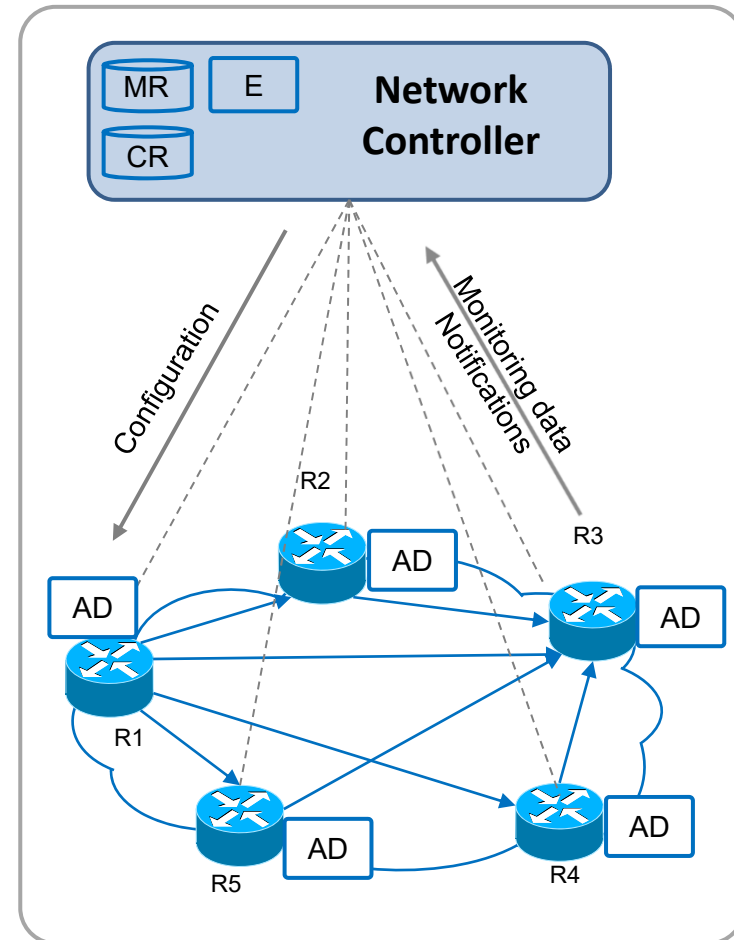 MR
E
Network
Controller
CR
Configuration
Monitoring data
Notifications
R2
R3
AD
AD
AD
R1
AD
AD
R5
R4